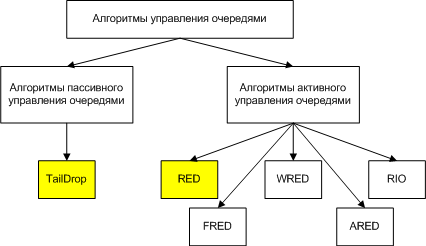 Алгоритмы управления очередями
Алгоритмы пассивного
управления очередями
Алгоритмы активного
управления очередями
TailDrop
RED
WRED
RIO
FRED
ARED